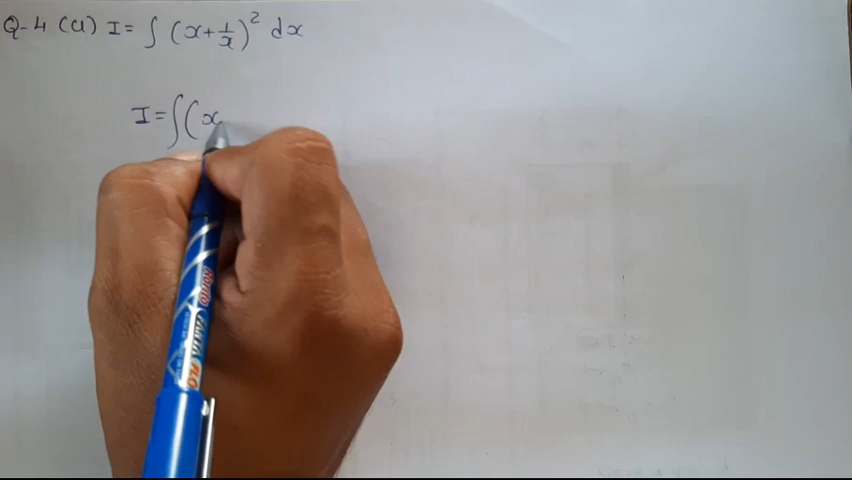 Q-4 (a) I = ∫ (x + 1/x)² dx
I = ∫ (x